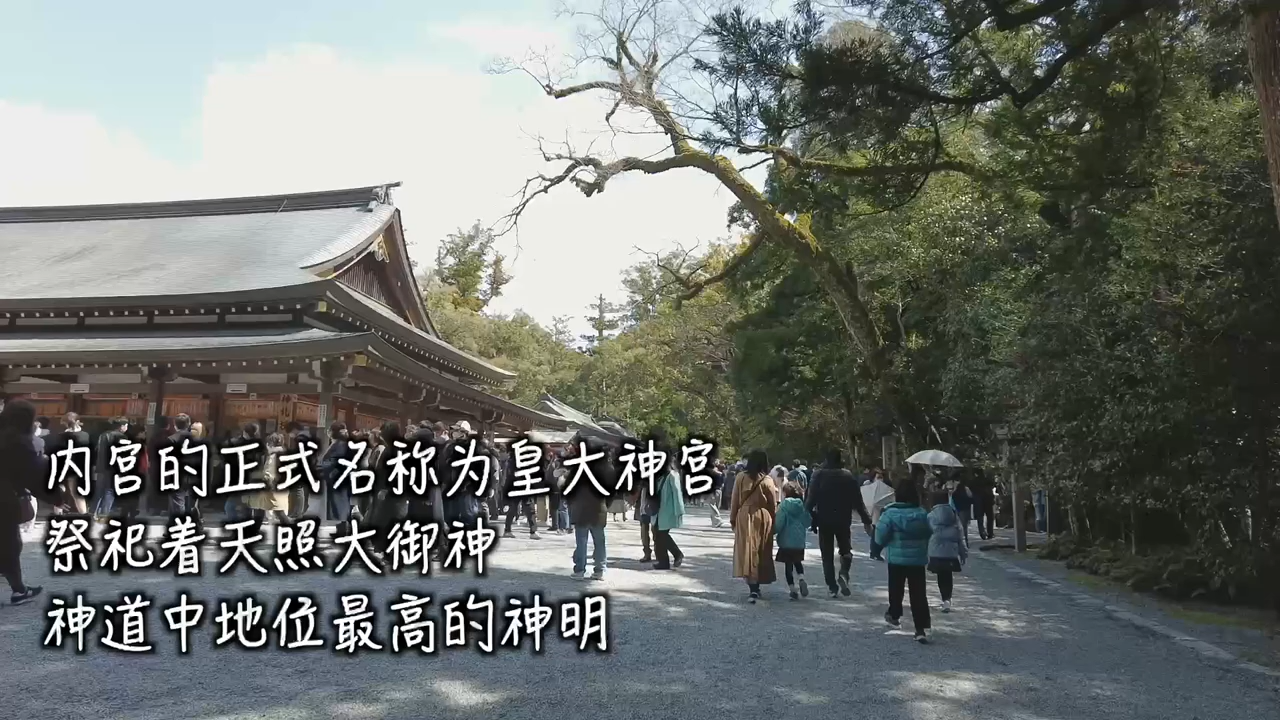 内宫的正式名称为皇大神宫
祭祀着天照大御神
神道中地位最高的神明